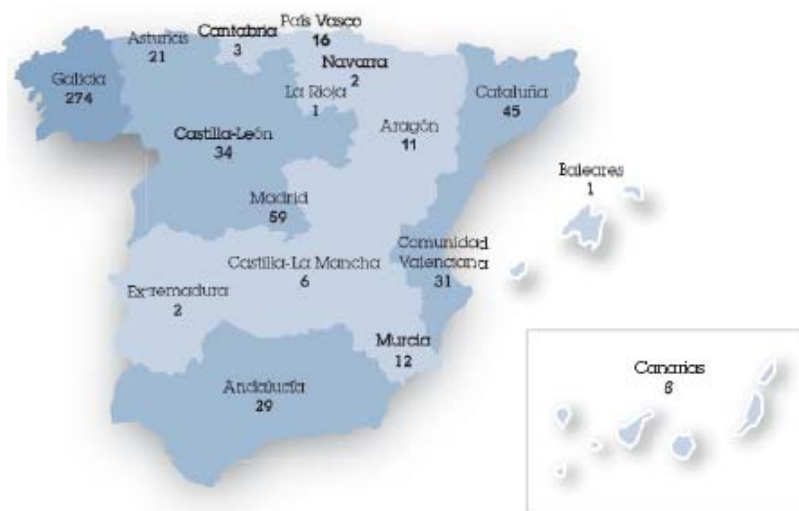 Cantabria
3
País Vasco
16
Asturias
21
Navarra
2
Galicia
274
La Rioja
1
Cataluña
45
Castilla-León
34
Aragón
11
Baleares
1
Madrid
59
Comunidad
Valenciana
31
Castilla-La Mancha
6
Extremadura
2
Murcia
12
Canarias
Andalucía
29